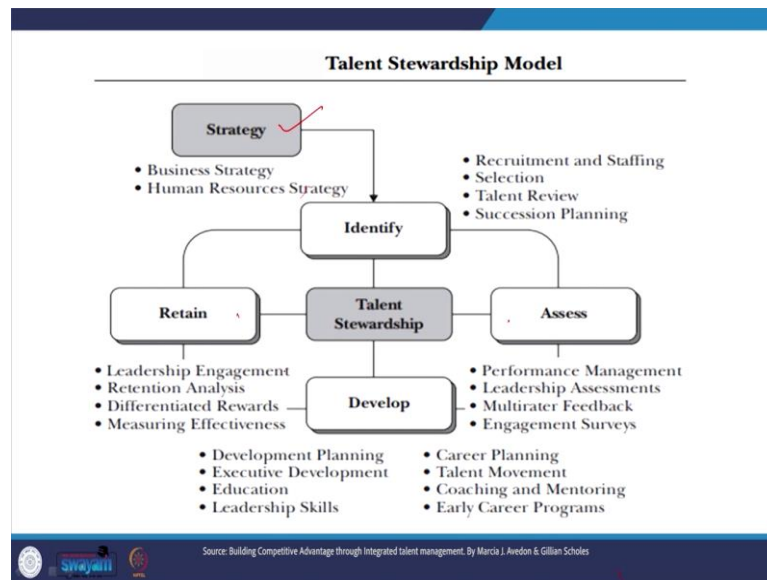 Talent Stewardship Model
Strategy
• Business Strategy
• Human Resources Strategy
• Recruitment and Staffing
• Selection
• Talent Review
• Succession Planning
Identify
Retain
Talent
Stewardship
Assess
• Leadership Engagement
• Retention Analysis
• Differentiated Rewards
• Measuring Effectiveness
Develop
• Performance Management
• Leadership Assessments
• Multirater Feedback
• Engagement Surveys
• Development Planning
• Executive Development
• Education
• Leadership Skills
• Career Planning
• Talent Movement
• Coaching and Mentoring
• Early Career Programs
Source: Building Competitive Advantage through Integrated talent management. By Marcia J. Avedon & Gillian Scholes
swayam